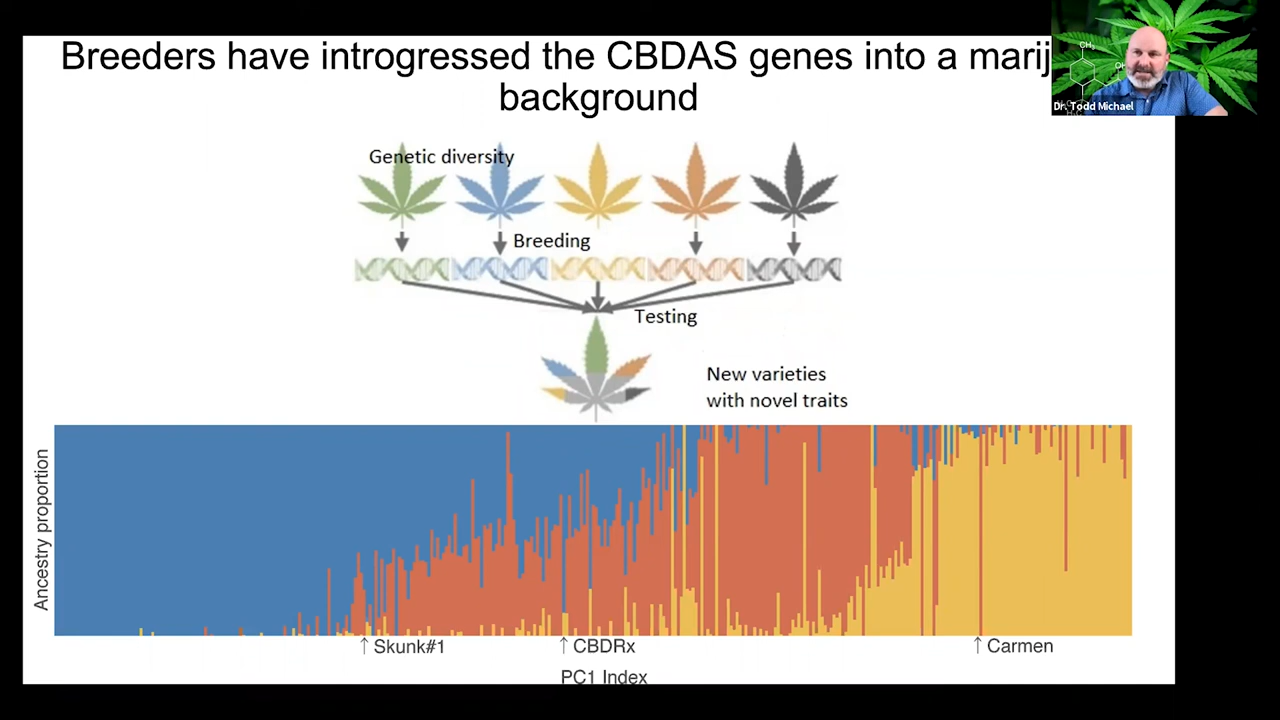 Breeders have introgressed the CBDAS genes into a marij
background
Dr. Todd Michael
CH₃
Genetic diversity
Breeding
Testing
New varieties
with novel traits
Ancestry proportion
↑ Skunk#1
↑ CBDRx
↑ Carmen
PC1 Index